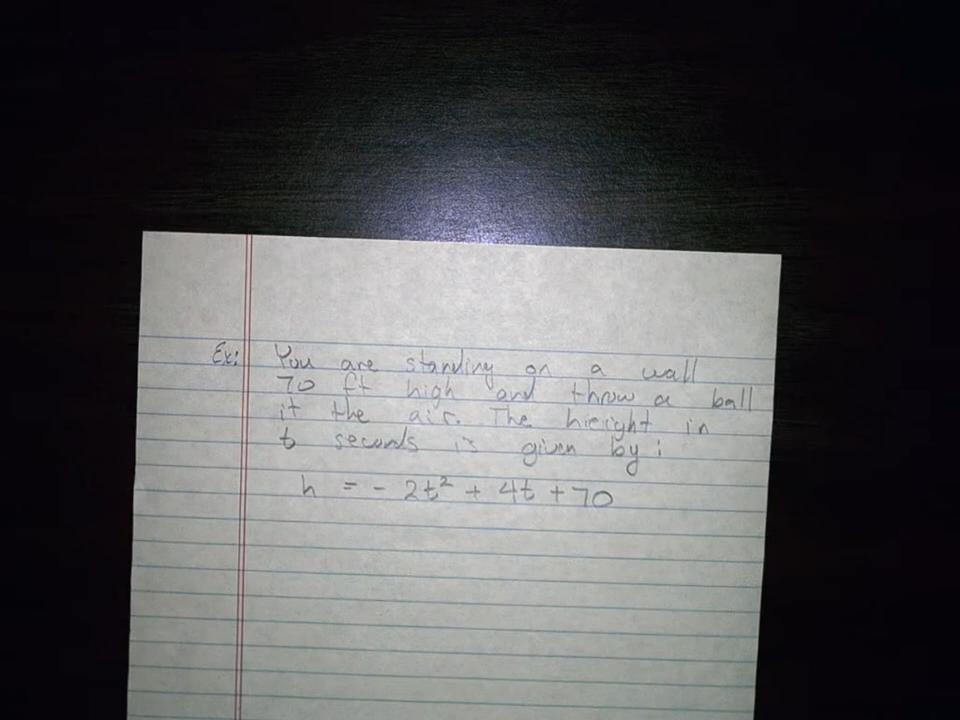 Ex: You are standing on a wall
70 ft high and throw a ball
it the air. The hieight in
t seconds is given by:
h = - 2t² + 4t + 70